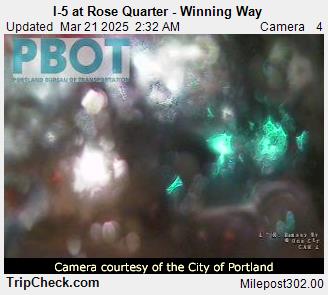 I-5 at Rose Quarter - Winning Way
Updated Mar 21 2025 2:32 AM Camera 4
PBOT
PORTLAND BUREAU OF TRANSPORTATION
Camera courtesy of the City of Portland
TripCheck.com Milepost302.00